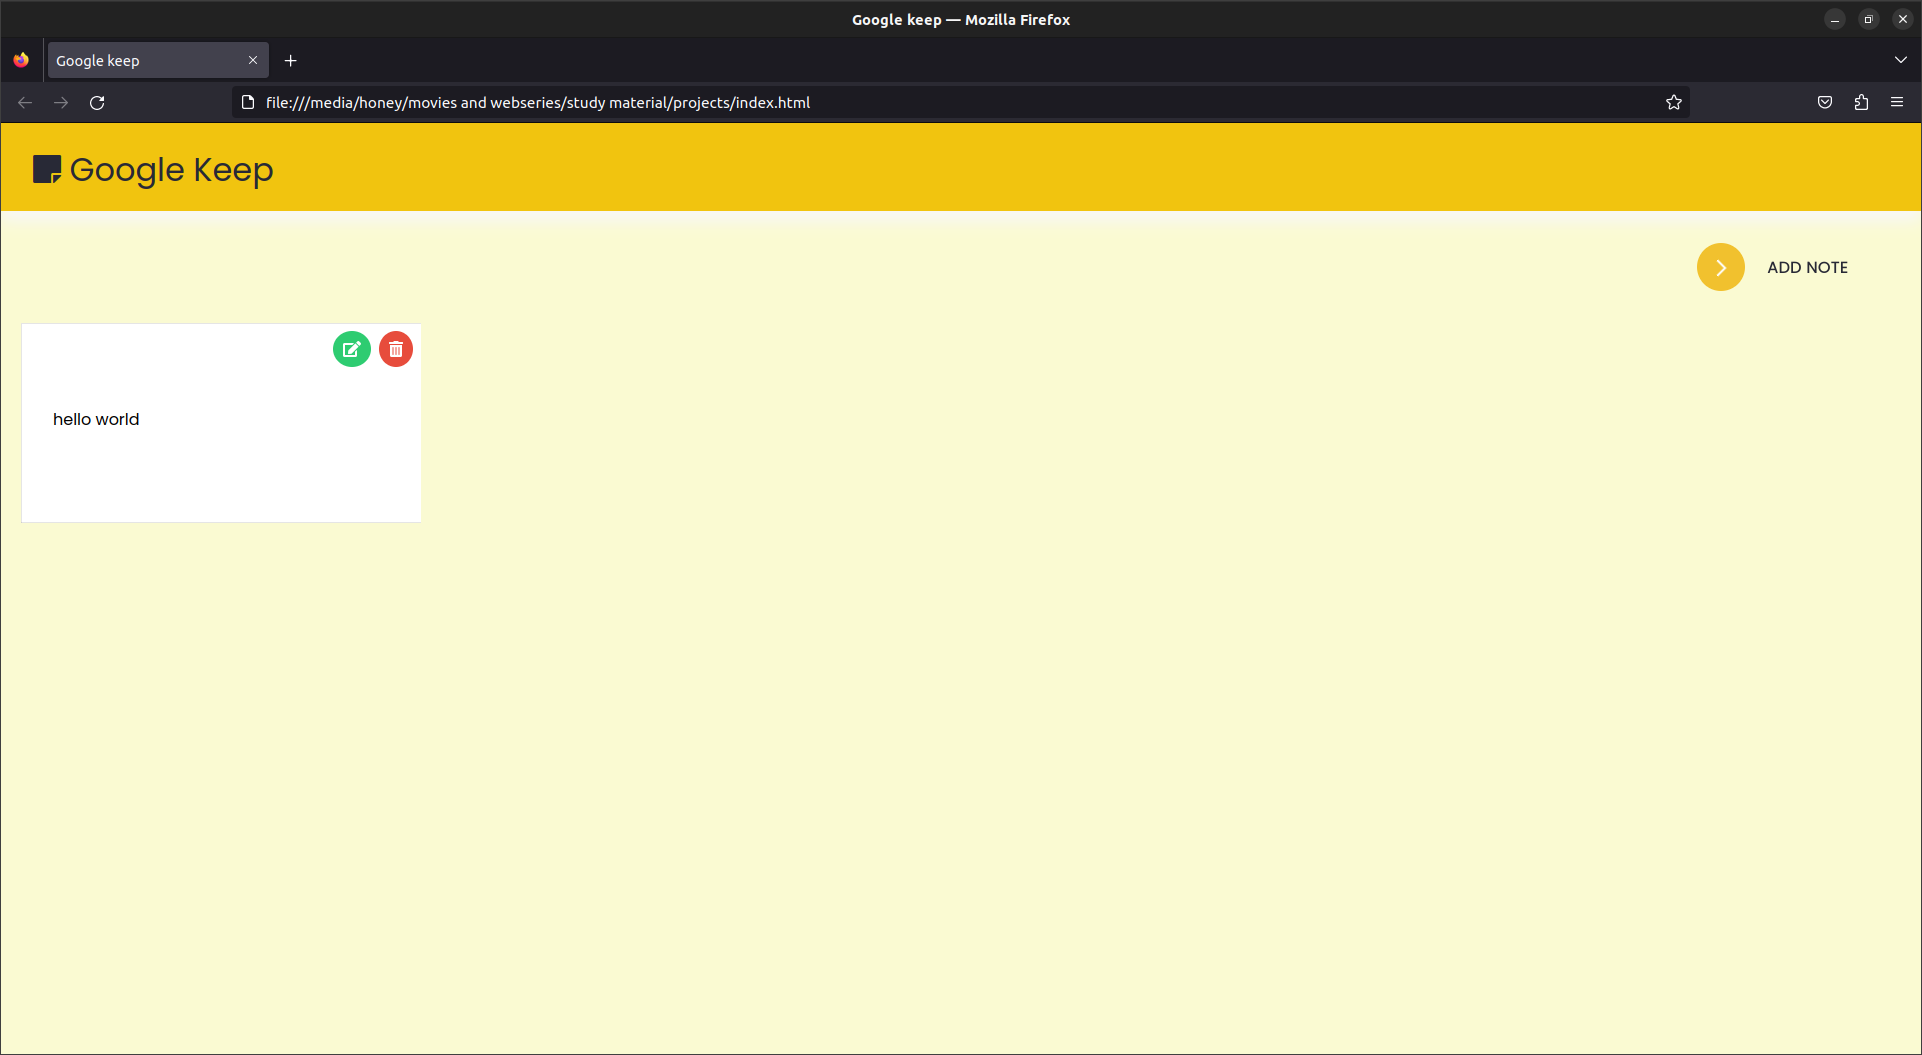 Google keep — Mozilla Firefox
Google keep
file:///media/honey/movies and webseries/study material/projects/index.html
Google Keep
ADD NOTE
hello world